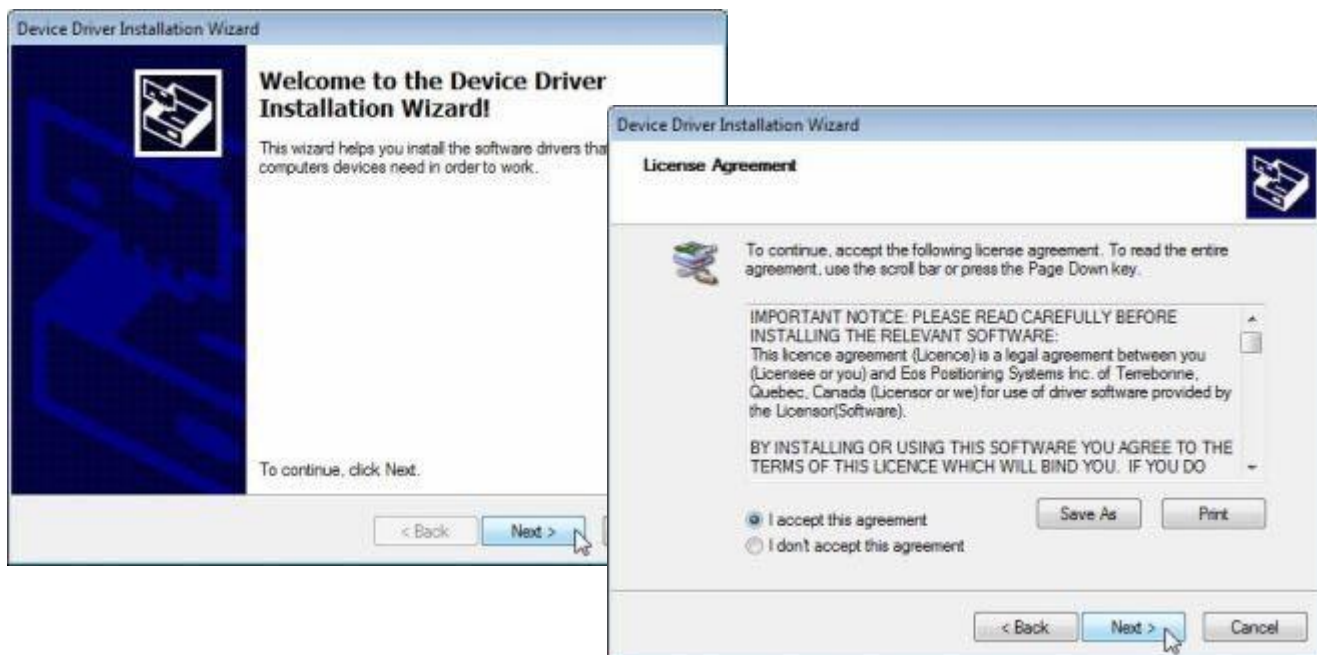 Device Driver Installation Wizard
Welcome to the Device Driver
Installation Wizard!
This wizard helps you install the software drivers
computers devices need in order to work.
To continue, click Next.
< Back
Next >
Device Driver Installation Wizard
License Agreement
To continue, accept the following license agreement. To read the entire
agreement, use the scroll bar or press the Page Down key.
IMPORTANT NOTICE: PLEASE READ CAREFULLY BEFORE
INSTALLING THE RELEVANT SOFTWARE:
This licence agreement (Licence) is a legal agreement between you
(Licensee or you) and Eos Positioning Systems Inc. of Terrebonne,
Quebec, Canada (Licensor or we) for use of driver software provided by
the Licensor(Software).
BY INSTALLING OR USING THIS SOFTWARE YOU AGREE TO THE
TERMS OF THIS LICENCE WHICH WILL BIND YOU. IF YOU DO
I accept this agreement
Save As
Print
I don't accept this agreement
< Back
Next >
Cancel